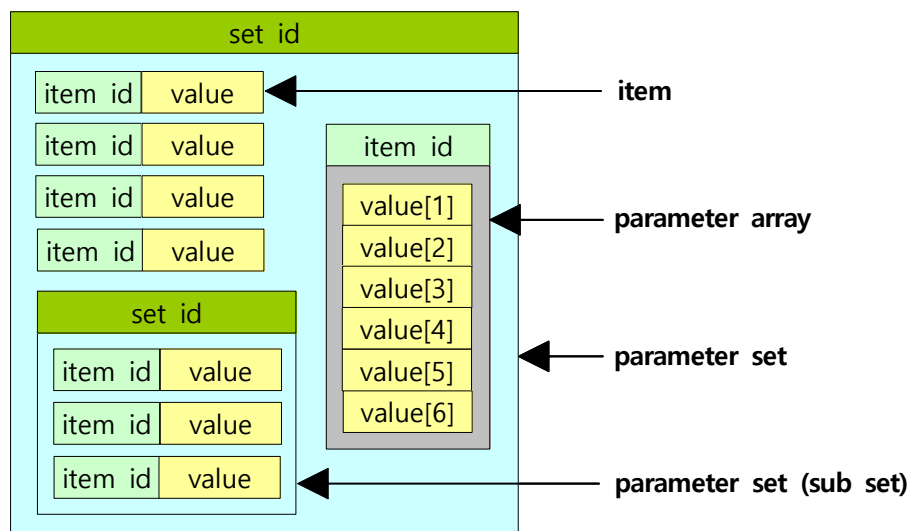 set id
item id value
item
item id value
item id
item id value
value[1]
parameter array
item id value
value[2]
value[3]
set id
value[4]
parameter set
item id value
value[5]
item id value
value[6]
item id value
parameter set (sub set)